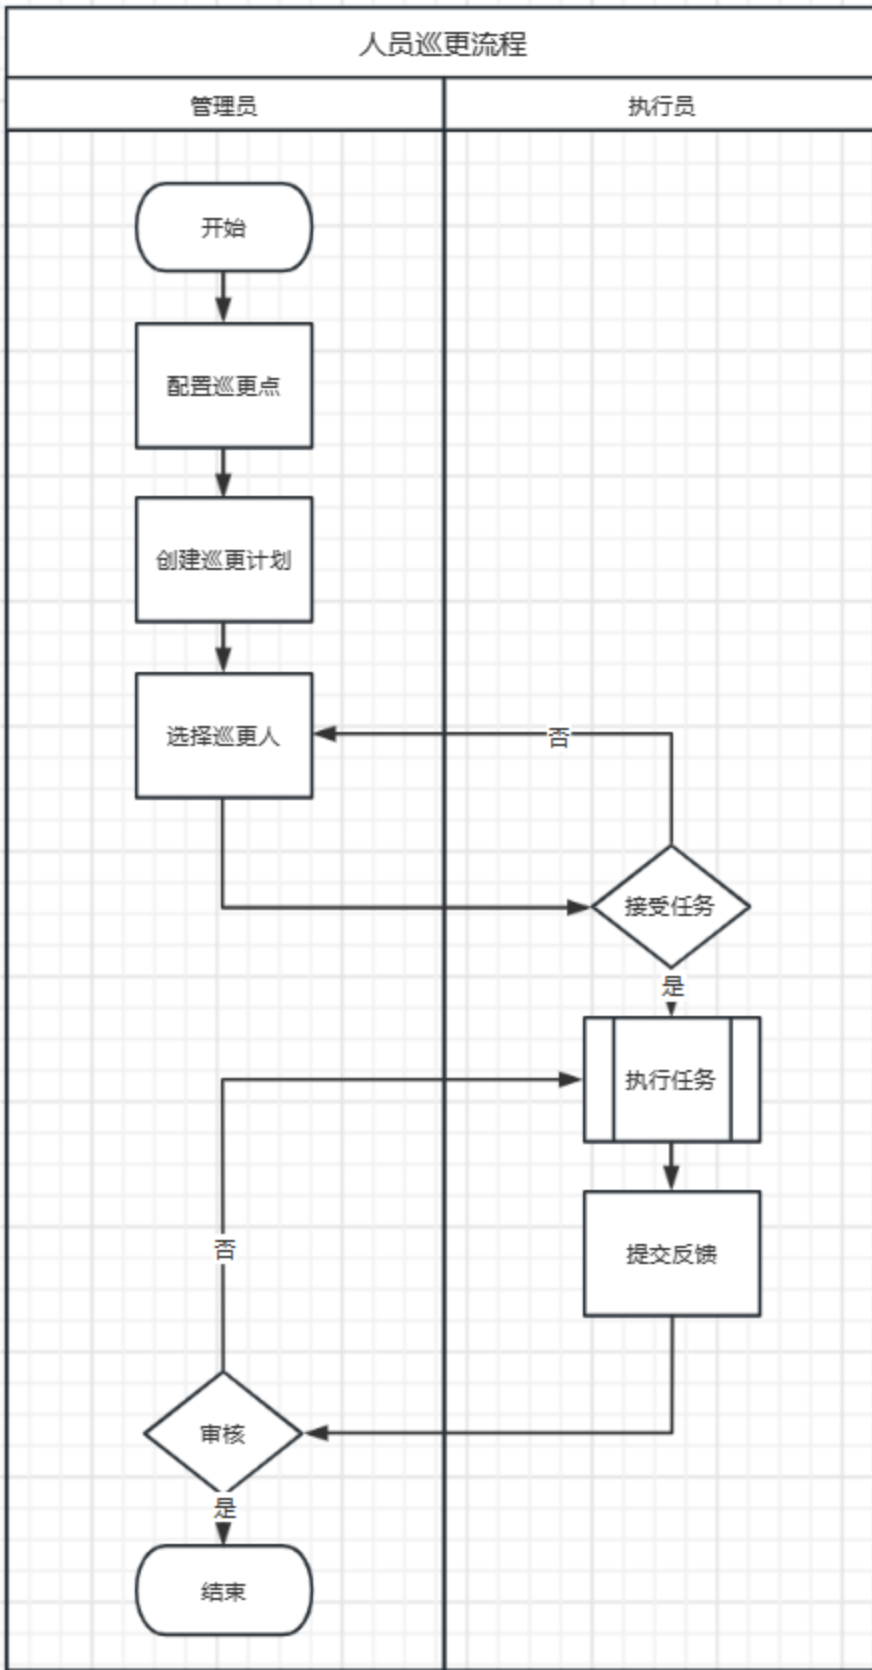 人员巡更流程
管理员
执行员
开始
配置巡更点
创建巡更计划
选择巡更人
否
接受任务
是
执行任务
提交反馈
否
审核
是
结束